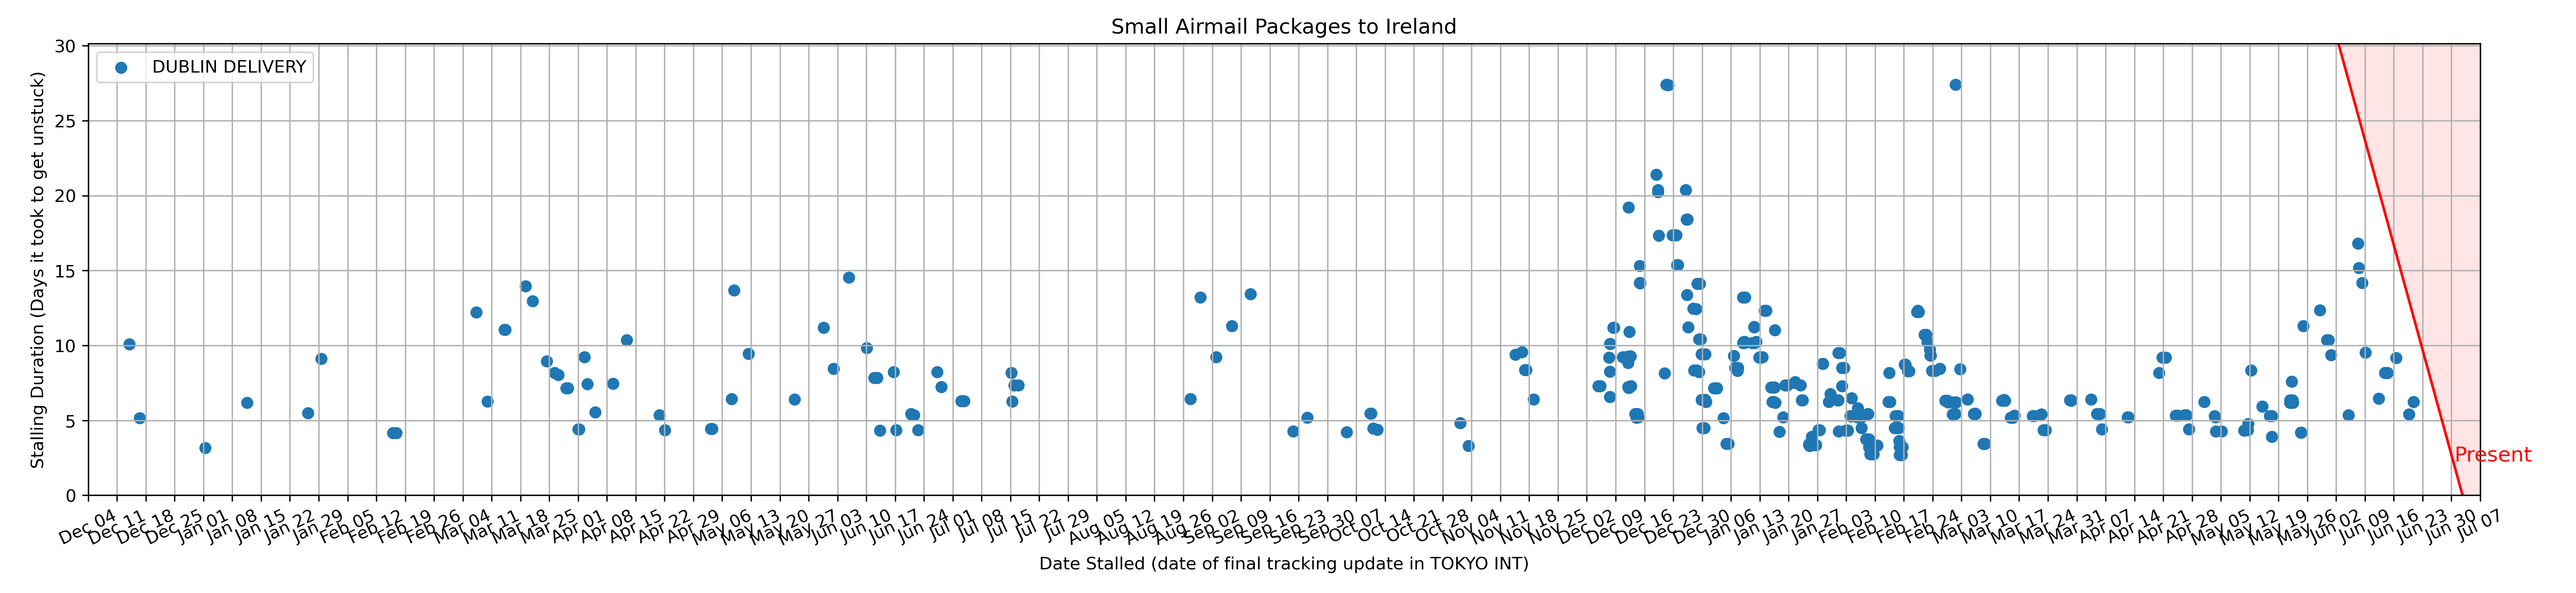 Small Airmail Packages to Ireland
DUBLIN DELIVERY
Stalling Duration (Days it took to get unstuck)
30
25
20
15
10
5
0
Present
Dec 04
Dec 11
Dec 18
Dec 25
Jan 01
Jan 08
Jan 15
Jan 22
Jan 29
Feb 05
Feb 12
Feb 19
Feb 26
Mar 04
Mar 11
Mar 18
Mar 25
Apr 01
Apr 08
Apr 15
Apr 22
Apr 29
May 06
May 13
May 20
May 27
Jun 03
Jun 10
Jun 17
Jun 24
Jul 01
Jul 08
Jul 15
Jul 22
Jul 29
Aug 05
Aug 12
Aug 19
Aug 26
Sep 02
Sep 09
Sep 16
Sep 23
Sep 30
Oct 07
Oct 14
Oct 21
Oct 28
Nov 04
Nov 11
Nov 18
Nov 25
Dec 02
Dec 09
Dec 16
Dec 23
Dec 30
Jan 06
Jan 13
Jan 20
Jan 27
Feb 03
Feb 10
Feb 17
Feb 24
Mar 03
Mar 10
Mar 17
Mar 24
Mar 31
Apr 07
Apr 14
Apr 21
Apr 28
May 05
May 12
May 19
May 26
Jun 02
Jun 09
Jun 16
Jun 23
Jun 30
Jul 07
Date Stalled (date of final tracking update in TOKYO INT)